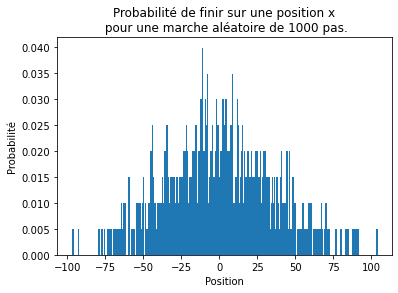 Probabilité de finir sur une position x
pour une marche aléatoire de 1000 pas.
0.040
0.035
0.030
0.025
0.020
0.015
0.010
0.005
0.000
Probabilité
−100 −75 −50 −25 0 25 50 75 100
Position